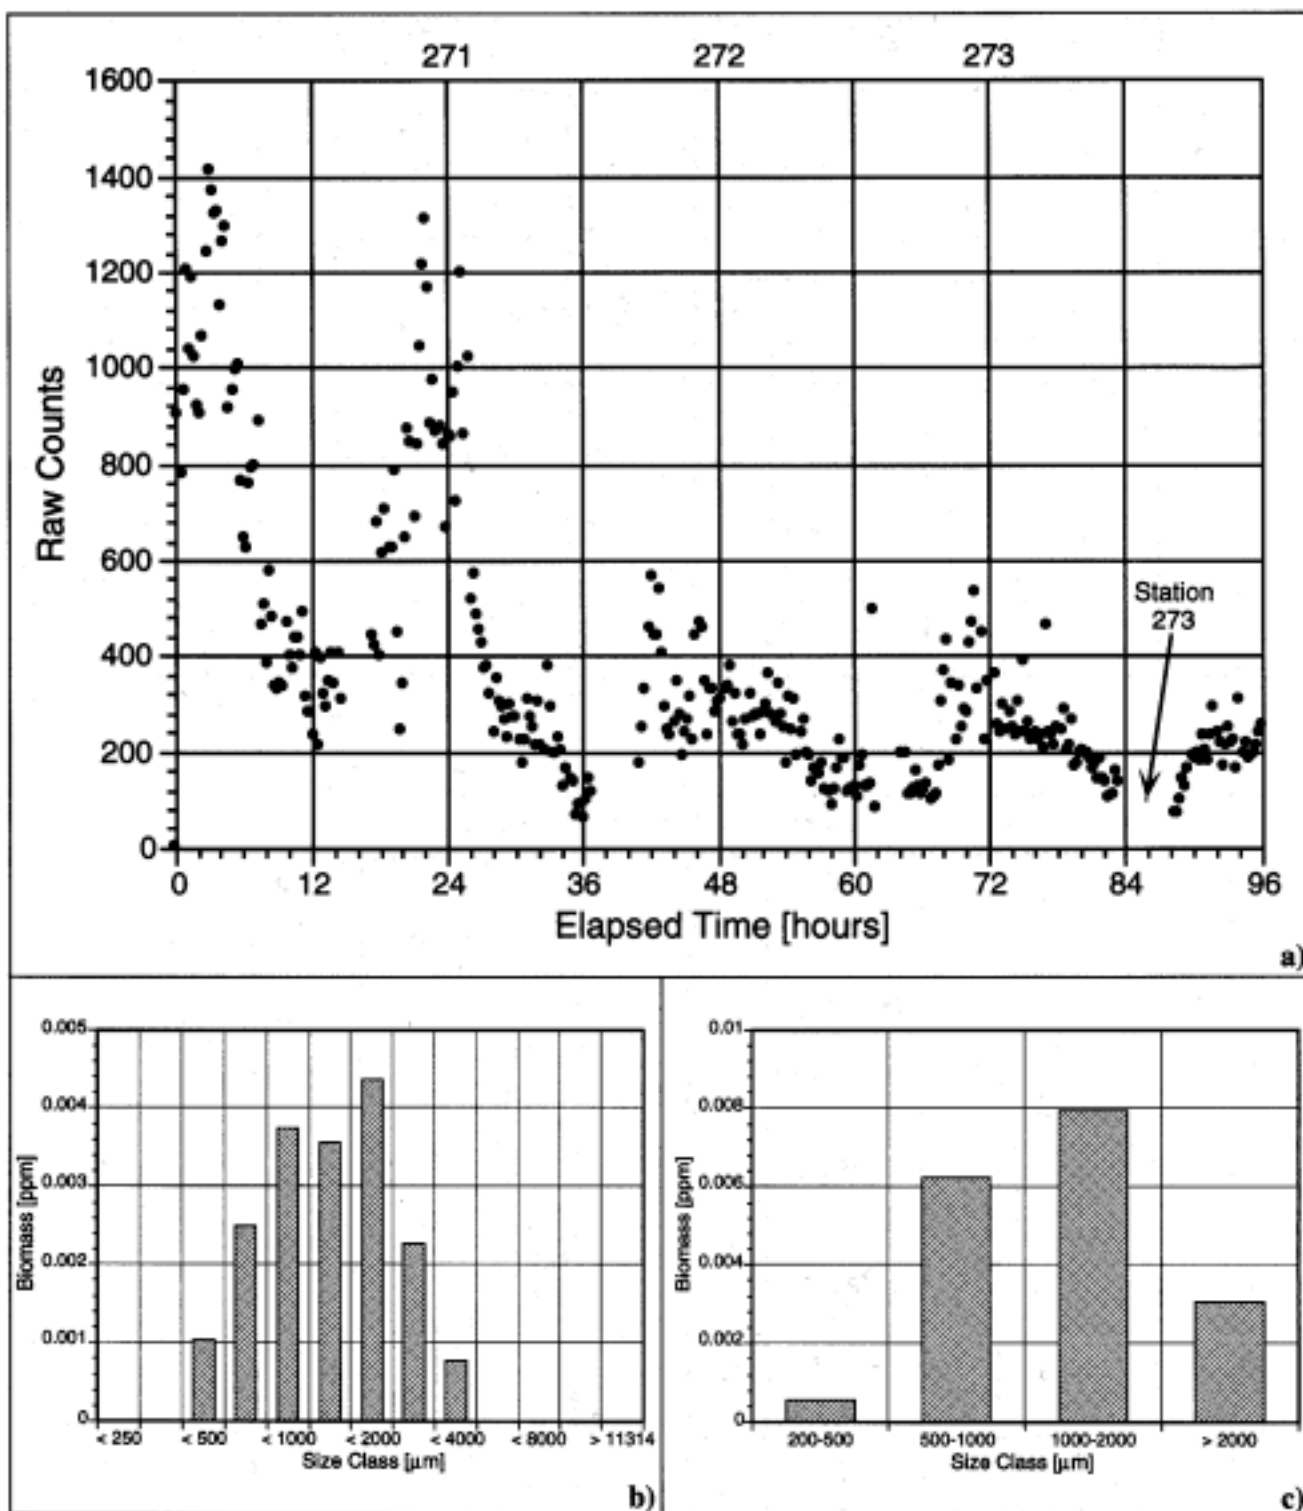 271 272 273
1600
1400
1200
1000
800
600
400
200
0
Raw Counts
Station
273
0 12 24 36 48 60 72 84 96
Elapsed Time [hours]
a)
0.005
0.004
0.003
0.002
0.001
0
Biomass [ppm]
< 250 < 500 < 1000 < 2000 < 4000 < 8000 > 11314
Size Class [µm]
b)
0.01
0.008
0.006
0.004
0.002
0
Biomass [ppm]
200-500 500-1000 1000-2000 > 2000
Size Class [µm]
c)